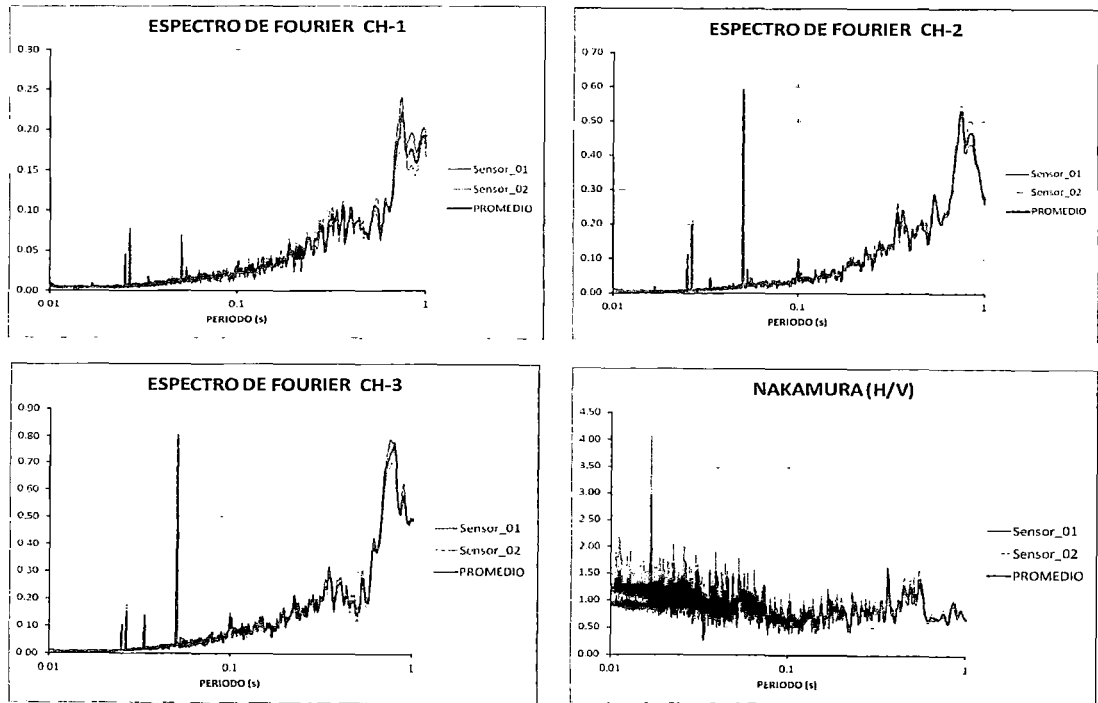 ESPECTRO DE FOURIER CH-1
0.30
0.25
0.20
0.15
0.10
0.05
0.00
0.01
0.1
1
PERIODO (s)
Sensor_01
Sensor_02
PROMEDIO
ESPECTRO DE FOURIER CH-2
0.70
0.60
0.50
0.40
0.30
0.20
0.10
0.00
0.01
0.1
1
PERIODO (s)
Sensor_01
Sensor_02
PROMEDIO
ESPECTRO DE FOURIER CH-3
0.90
0.80
0.70
0.60
0.50
0.40
0.30
0.20
0.10
0.00
0.01
0.1
1
PERIODO (s)
Sensor_01
Sensor_02
PROMEDIO
NAKAMURA (H/V)
4.50
4.00
3.50
3.00
2.50
2.00
1.50
1.00
0.50
0.00
0.01
0.1
1
PERIODO (s)
Sensor_01
Sensor_02
PROMEDIO